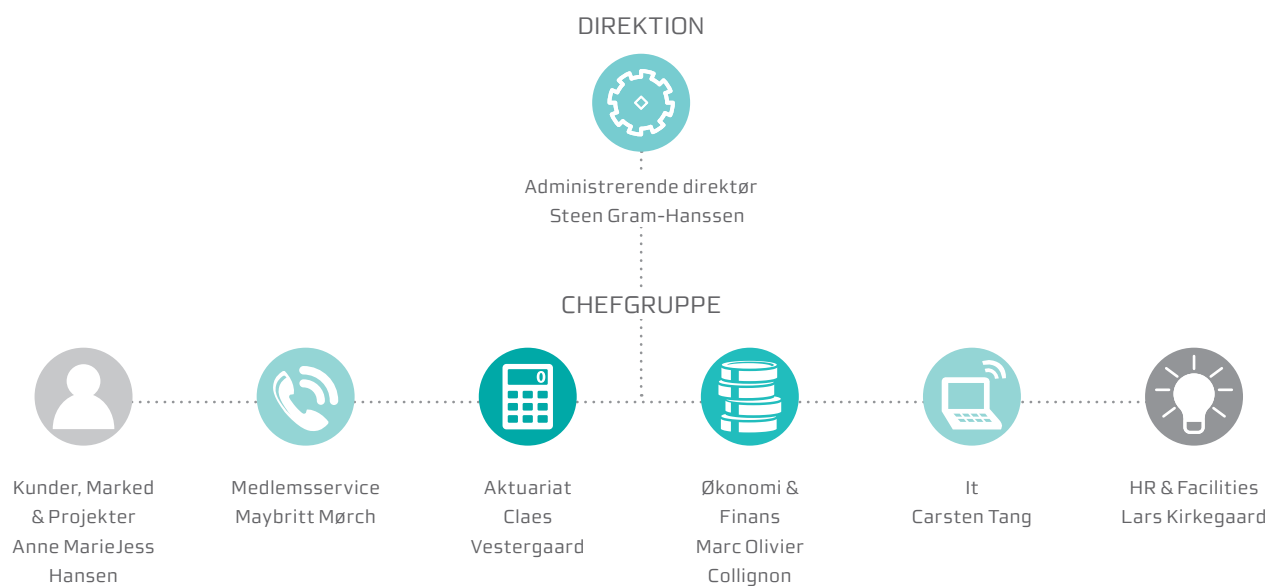 DIREKTION
Administrerende direktør
Steen Gram-Hanssen
CHEFGRUPPE
0
Kunder, Marked
& Projekter
Anne MarieJess
Hansen
Medlemsservice
Maybritt Mørch
Aktuariat
Claes
Vestergaard
Økonomi &
Finans
Marc Olivier
Collignon
It
Carsten Tang
HR & Facilities
Lars Kirkegaard